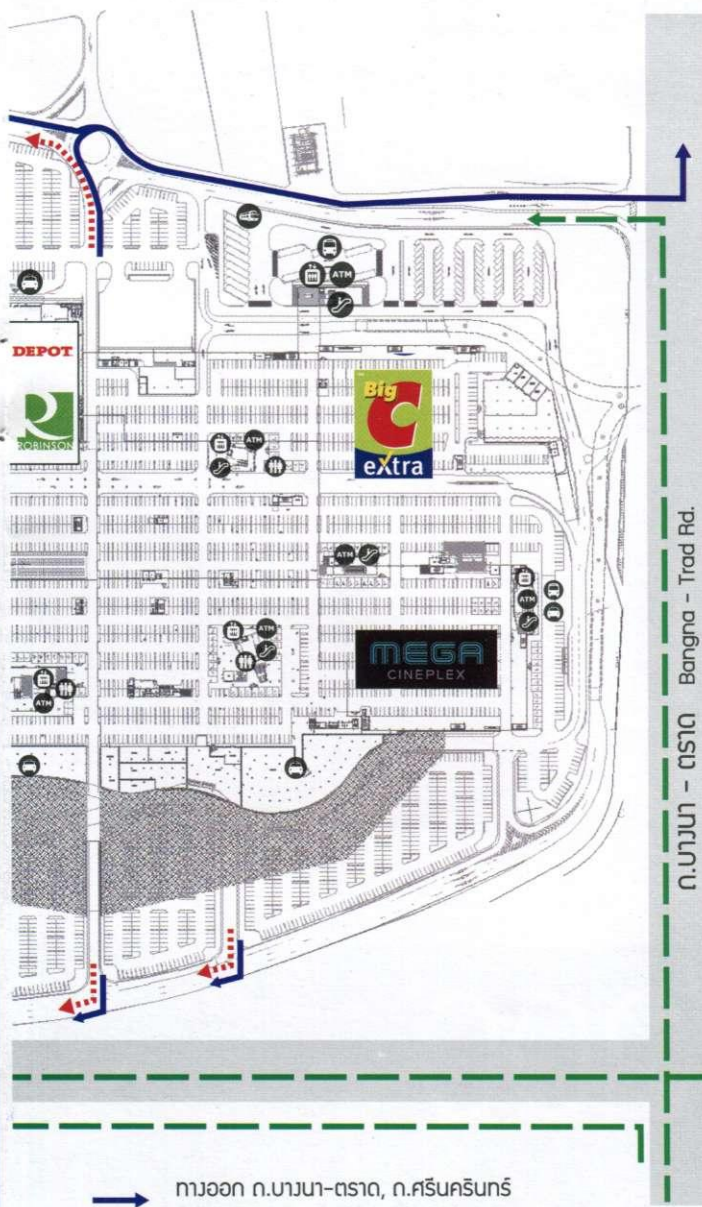 ATM
DEPOT
ROBINSON
Big
C
eXtra
ATM
ATM
ATM
ATM
MEGA
CINEPLEX
ATM
ถ.บางนา - ตราด Bangna - Trad Rd.
ทางออก ถ.บางนา-ตราด, ถ.ศรีนครินทร์